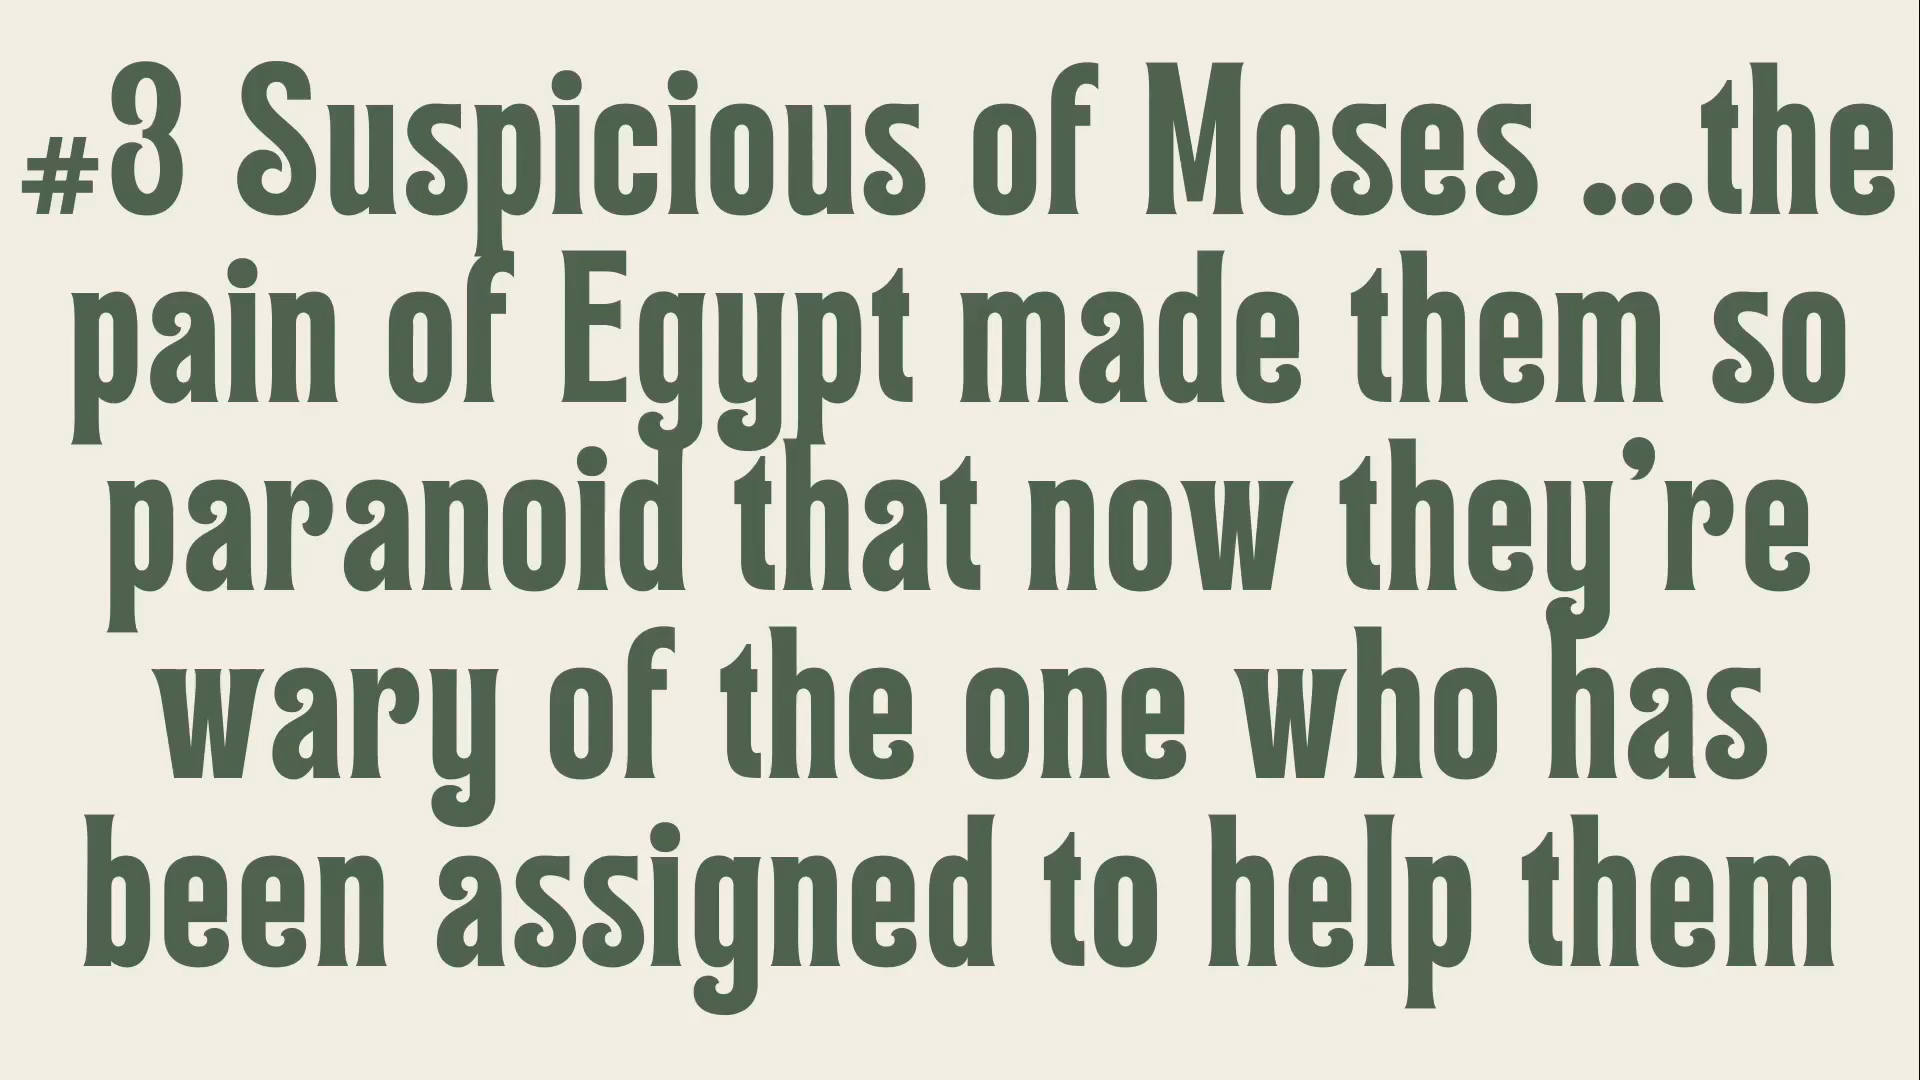 #3 Suspicious of Moses ...the
pain of Egypt made them so
paranoid that now they’re
wary of the one who has
been assigned to help them